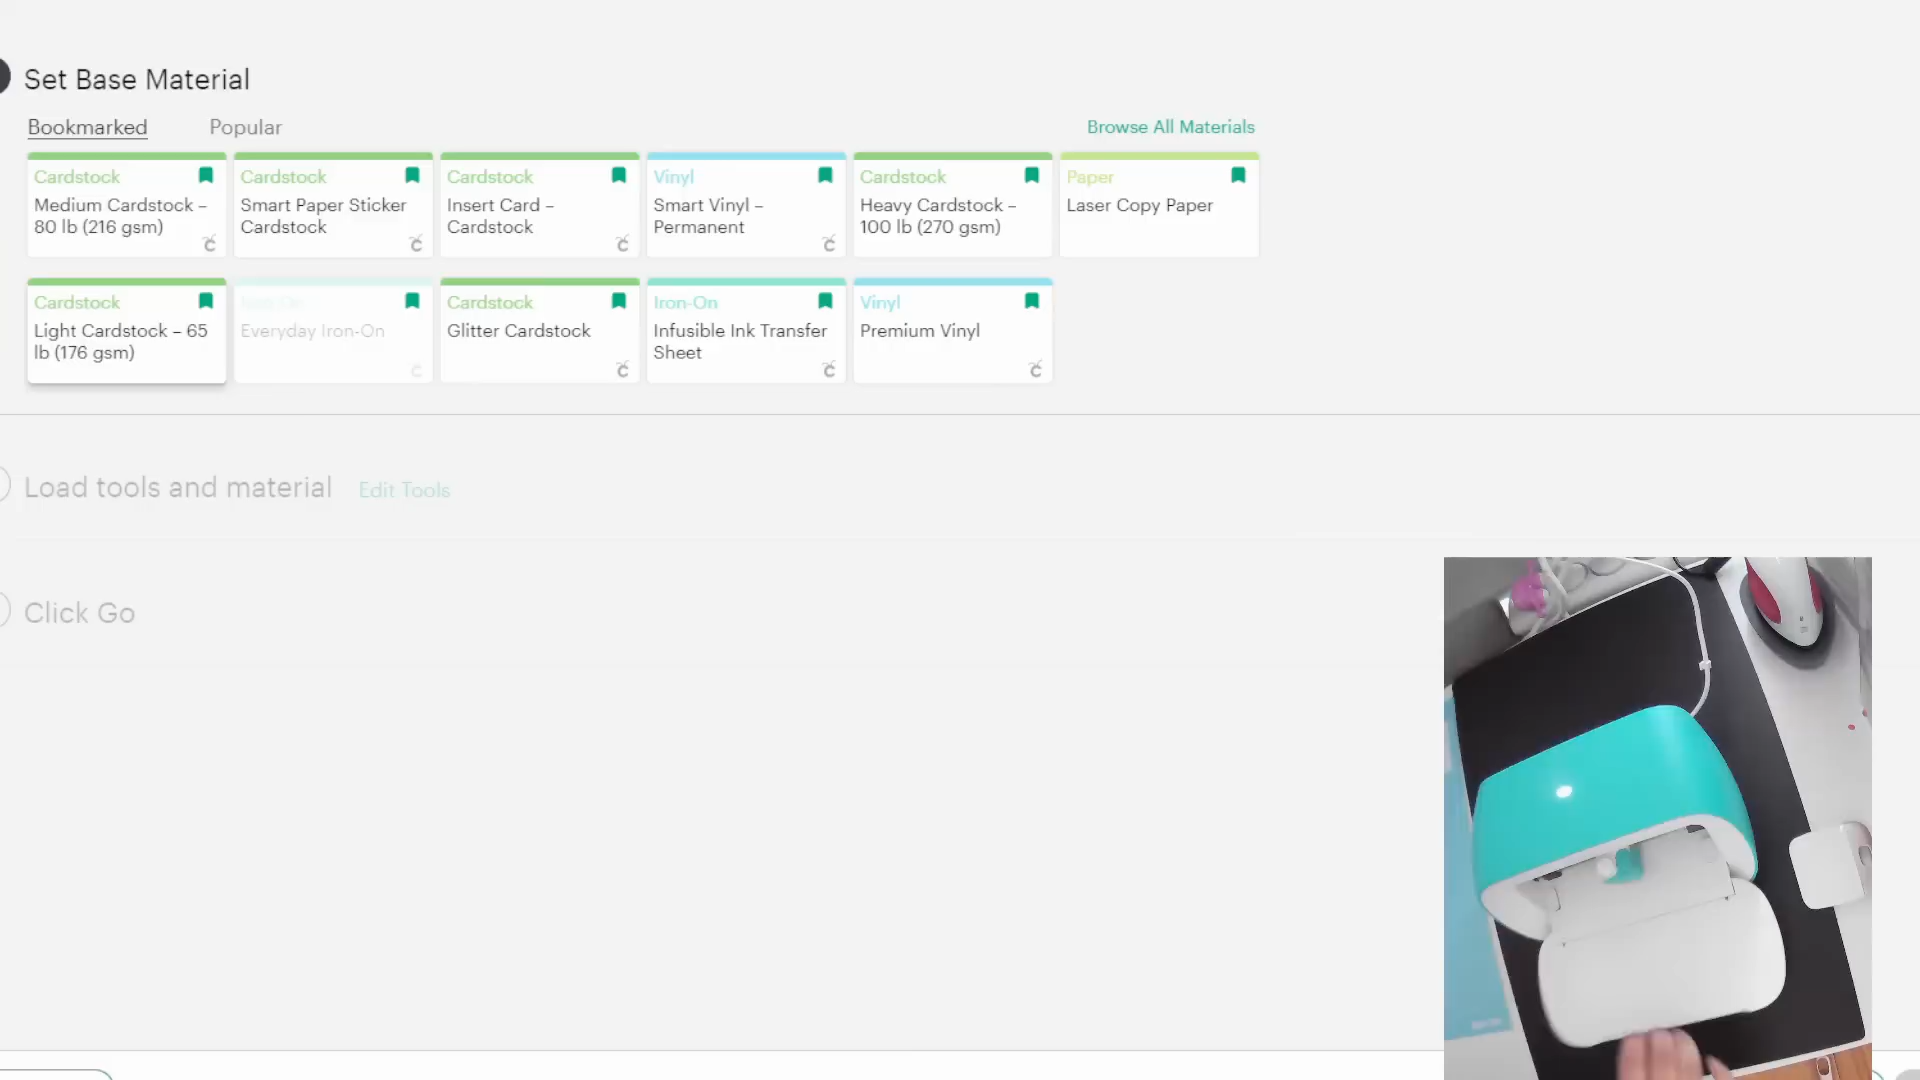 Set Base Material
Bookmarked Popular Browse All Materials
Cardstock
Medium Cardstock –
80 lb (216 gsm)
Cardstock
Smart Paper Sticker
Cardstock
Cardstock
Insert Card –
Cardstock
Vinyl
Smart Vinyl –
Permanent
Cardstock
Heavy Cardstock –
100 lb (270 gsm)
Paper
Laser Copy Paper
Cardstock
Light Cardstock – 65
lb (176 gsm)
Iron-On
Everyday Iron-On
Cardstock
Glitter Cardstock
Iron-On
Infusible Ink Transfer
Sheet
Vinyl
Premium Vinyl
Load tools and material Edit Tools
Click Go